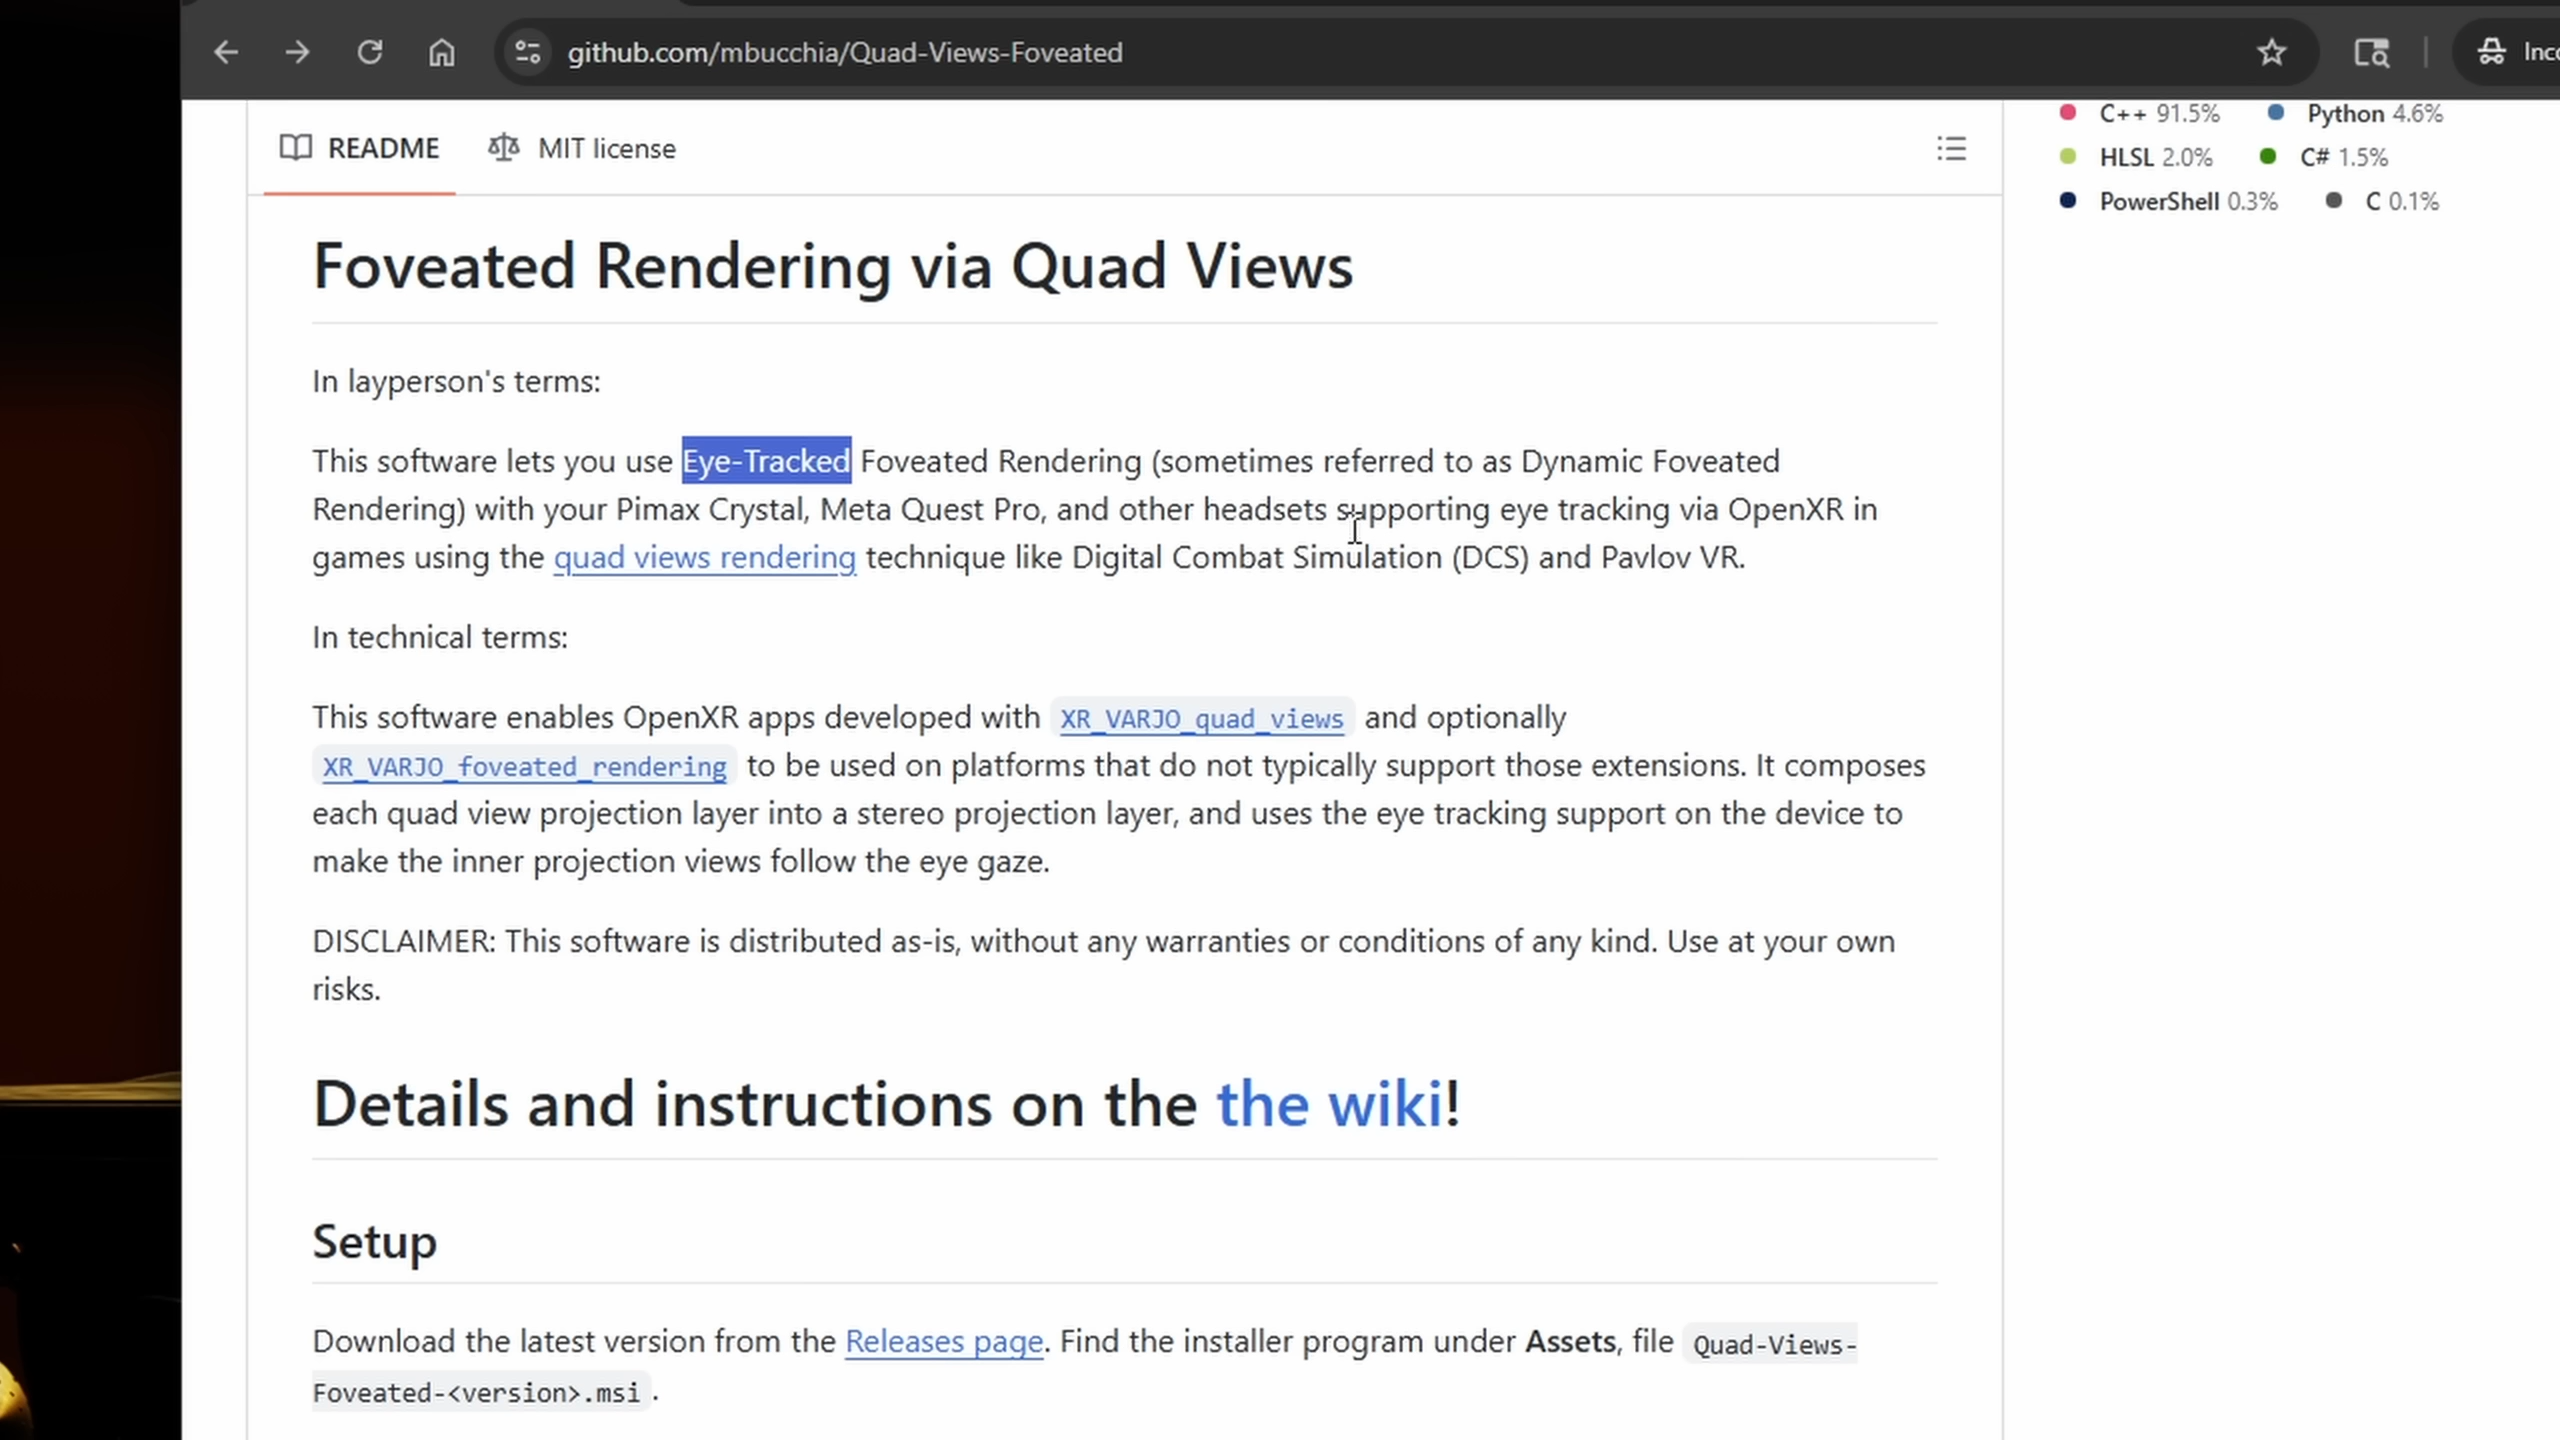 github.com/mbucchia/Quad-Views-Foveated
C++ 91.5% Python 4.6%
HLSL 2.0% C# 1.5%
PowerShell 0.3% C 0.1%
README MIT license
Foveated Rendering via Quad Views
In layperson's terms:
This software lets you use Eye-Tracked Foveated Rendering (sometimes referred to as Dynamic Foveated
Rendering) with your Pimax Crystal, Meta Quest Pro, and other headsets supporting eye tracking via OpenXR in
games using the quad views rendering technique like Digital Combat Simulation (DCS) and Pavlov VR.
In technical terms:
This software enables OpenXR apps developed with XR_VARJO_quad_views and optionally
XR_VARJO_foveated_rendering to be used on platforms that do not typically support those extensions. It composes
each quad view projection layer into a stereo projection layer, and uses the eye tracking support on the device to
make the inner projection views follow the eye gaze.
DISCLAIMER: This software is distributed as-is, without any warranties or conditions of any kind. Use at your own
risks.
Details and instructions on the the wiki!
Setup
Download the latest version from the Releases page. Find the installer program under Assets, file Quad-Views-
Foveated-<version>.msi.